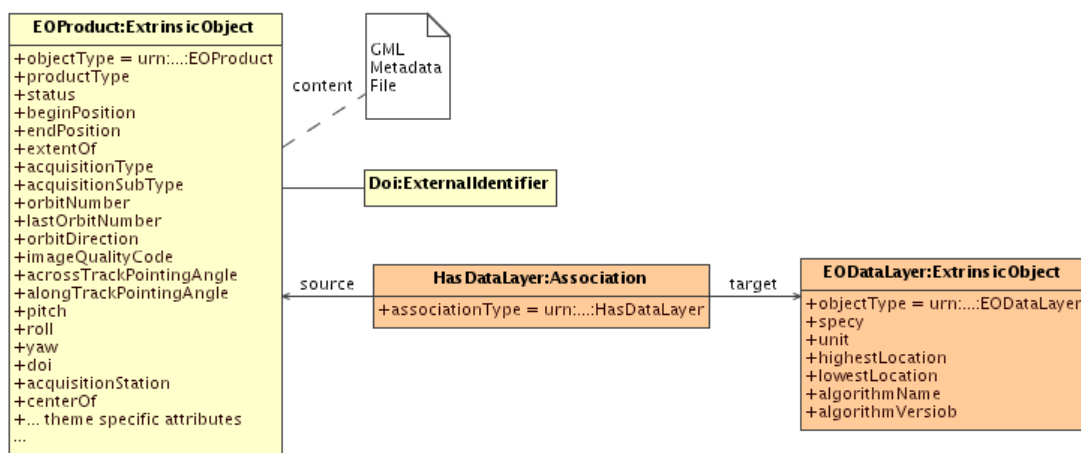 EOProduct:ExtrinsicObject
+objectType = urn:...:EOProduct
+productType
+status
+beginPosition
+endPosition
+extentOf
+acquisitionType
+acquisitionSubType
+orbitNumber
+lastOrbitNumber
+orbitDirection
+imageQualityCode
+acrossTrackPointingAngle
+alongTrackPointingAngle
+pitch
+roll
+yaw
+doi
+acquisitionStation
+centerOf
+... theme specific attributes
...
content
GML
Metadata
File
Doi:ExternalIdentifier
source
HasDataLayer:Association
+associationType = urn:...:HasDataLayer
target
EODataLayer:ExtrinsicObject
+objectType = urn:...:EODataLayer
+specy
+unit
+highestLocation
+lowestLocation
+algorithmName
+algorithmVersiob